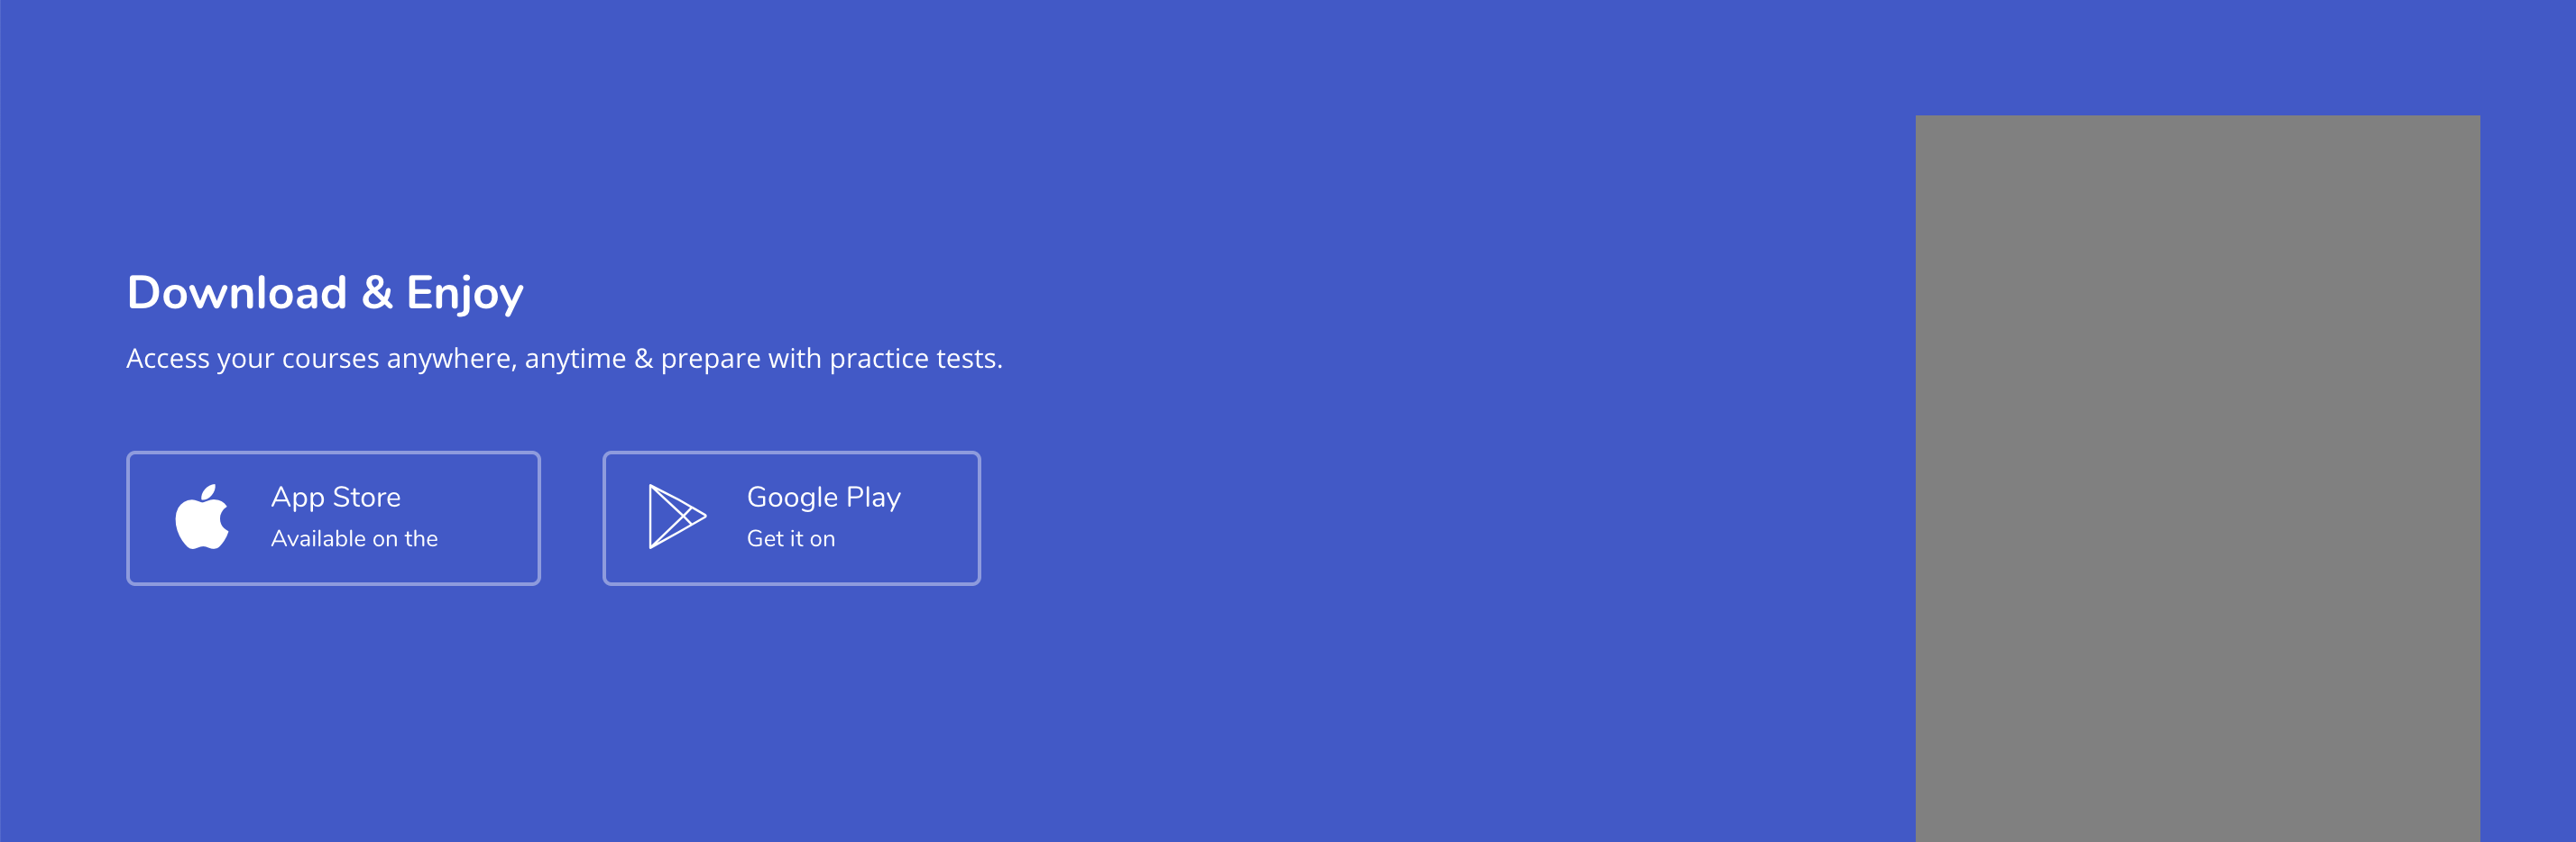 Download & Enjoy
Access your courses anywhere, anytime & prepare with practice tests.
App Store
Available on the
Google Play
Get it on